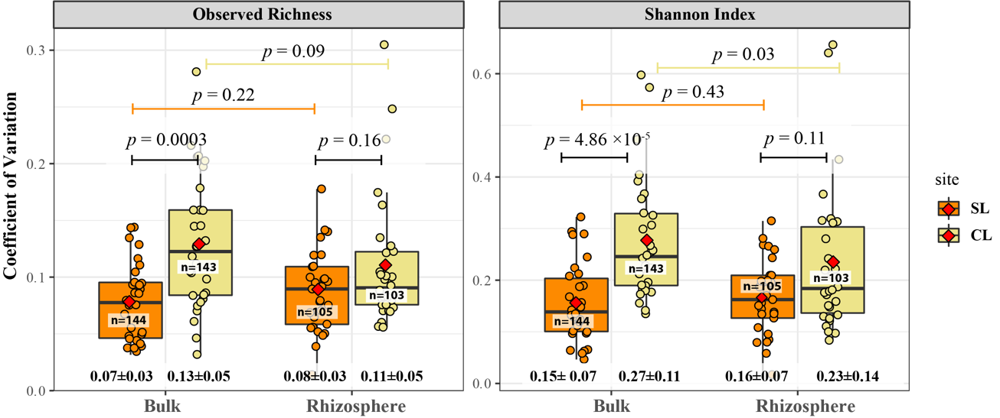 Observed Richness
Shannon Index
Coefficient of Variation
0.3
0.2
0.1
0.0
p = 0.09
p = 0.22
p = 0.0003
p = 0.16
n=143
n=103
n=144
n=105
0.07±0.03
0.13±0.05
0.08±0.03
0.11±0.05
Bulk
Rhizosphere
0.6
0.4
0.2
0.0
p = 0.03
p = 0.43
p = 4.86 ×10-5
p = 0.11
n=143
n=103
n=105
n=144
0.15± 0.07
0.27±0.11
0.16±0.07
0.23±0.14
Bulk
Rhizosphere
site
SL
CL